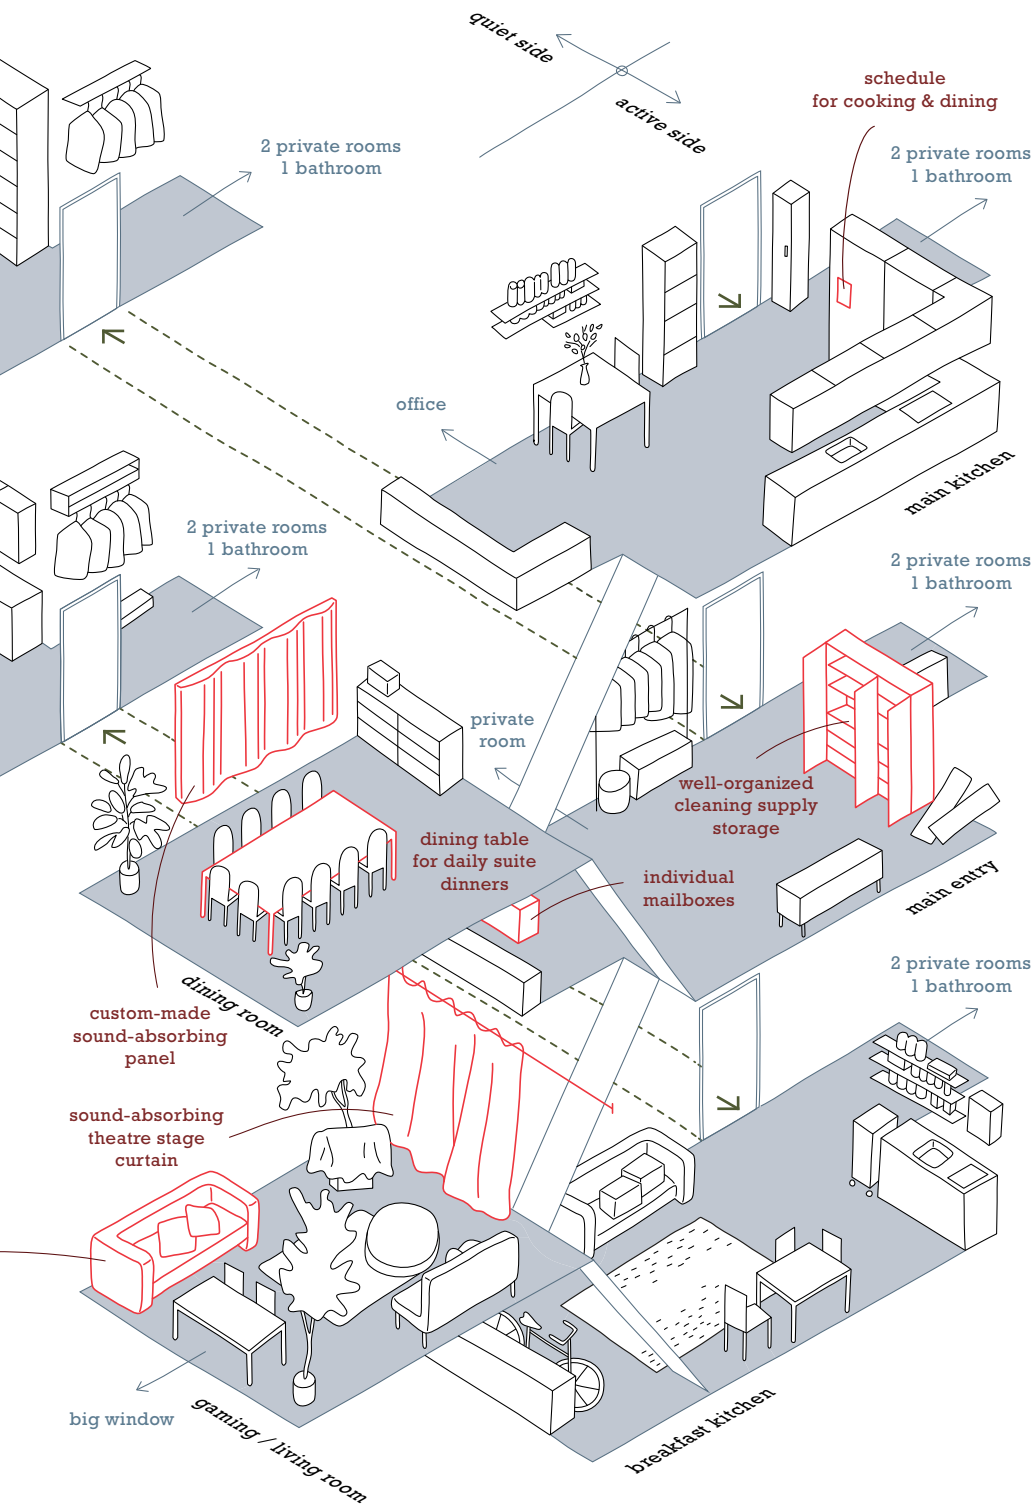 quiet side
active side
schedule
for cooking & dining
2 private rooms
1 bathroom
2 private rooms
1 bathroom
office
main kitchen
2 private rooms
1 bathroom
2 private rooms
1 bathroom
private
room
well-organized
cleaning supply
storage
dining table
for daily suite
dinners
individual
mailboxes
main entry
dining room
custom-made
sound-absorbing
panel
2 private rooms
1 bathroom
sound-absorbing
theatre stage
curtain
big window
gaming / living room
breakfast kitchen